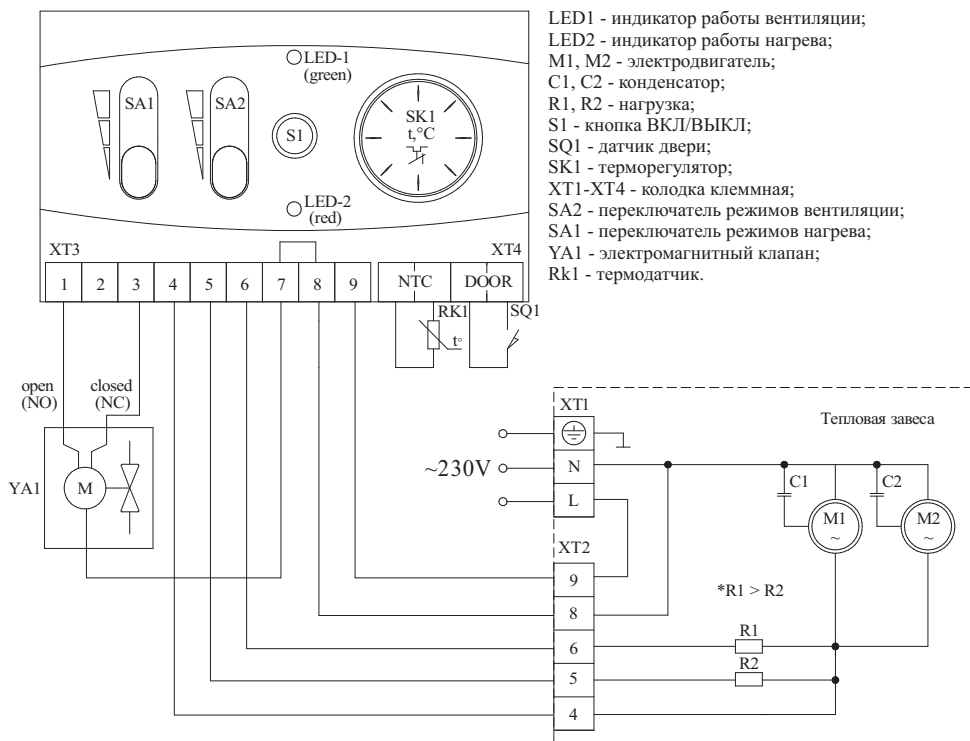 LED1 - индикатор работы вентиляции;
LED2 - индикатор работы нагрева;
M1, M2 - электродвигатель;
C1, C2 - конденсатор;
R1, R2 - нагрузка;
S1 - кнопка ВКЛ/ВЫКЛ;
SQ1 - датчик двери;
SK1 - терморегулятор;
XT1-XT4 - колодка клеммная;
SA2 - переключатель режимов вентиляции;
SA1 - переключатель режимов нагрева;
YA1 - электромагнитный клапан;
Rk1 - термодатчик.
LED-1
(green)
SA1
SA2
S1
SK1
t,°C
LED-2
(red)
XT3
XT4
1 2 3 4 5 6 7 8 9 NTC DOOR
RK1
t°
SQ1
open
(NO)
closed
(NC)
YA1
M
XT1
Тепловая завеса
~230V
N
L
C1
M1
~
C2
M2
~
XT2
9
8
6
5
4
*R1 > R2
R1
R2